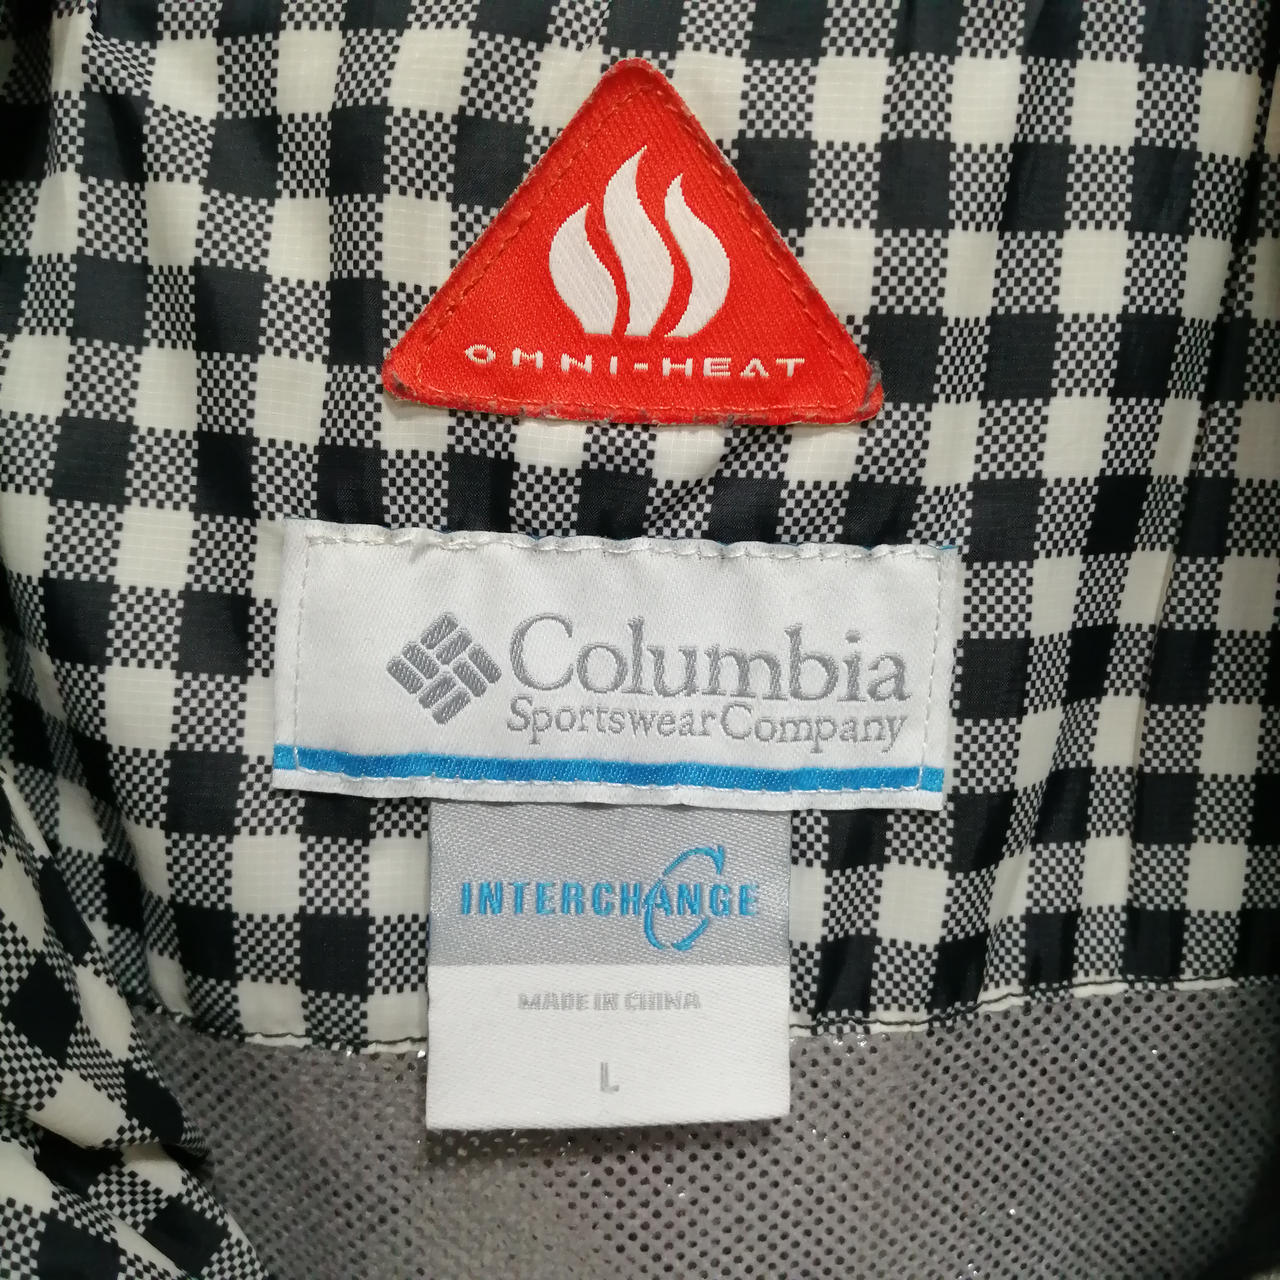 OMNI-HEAT
Columbia
Sportswear Company
INTERCHANGE
MADE IN CHINA
L